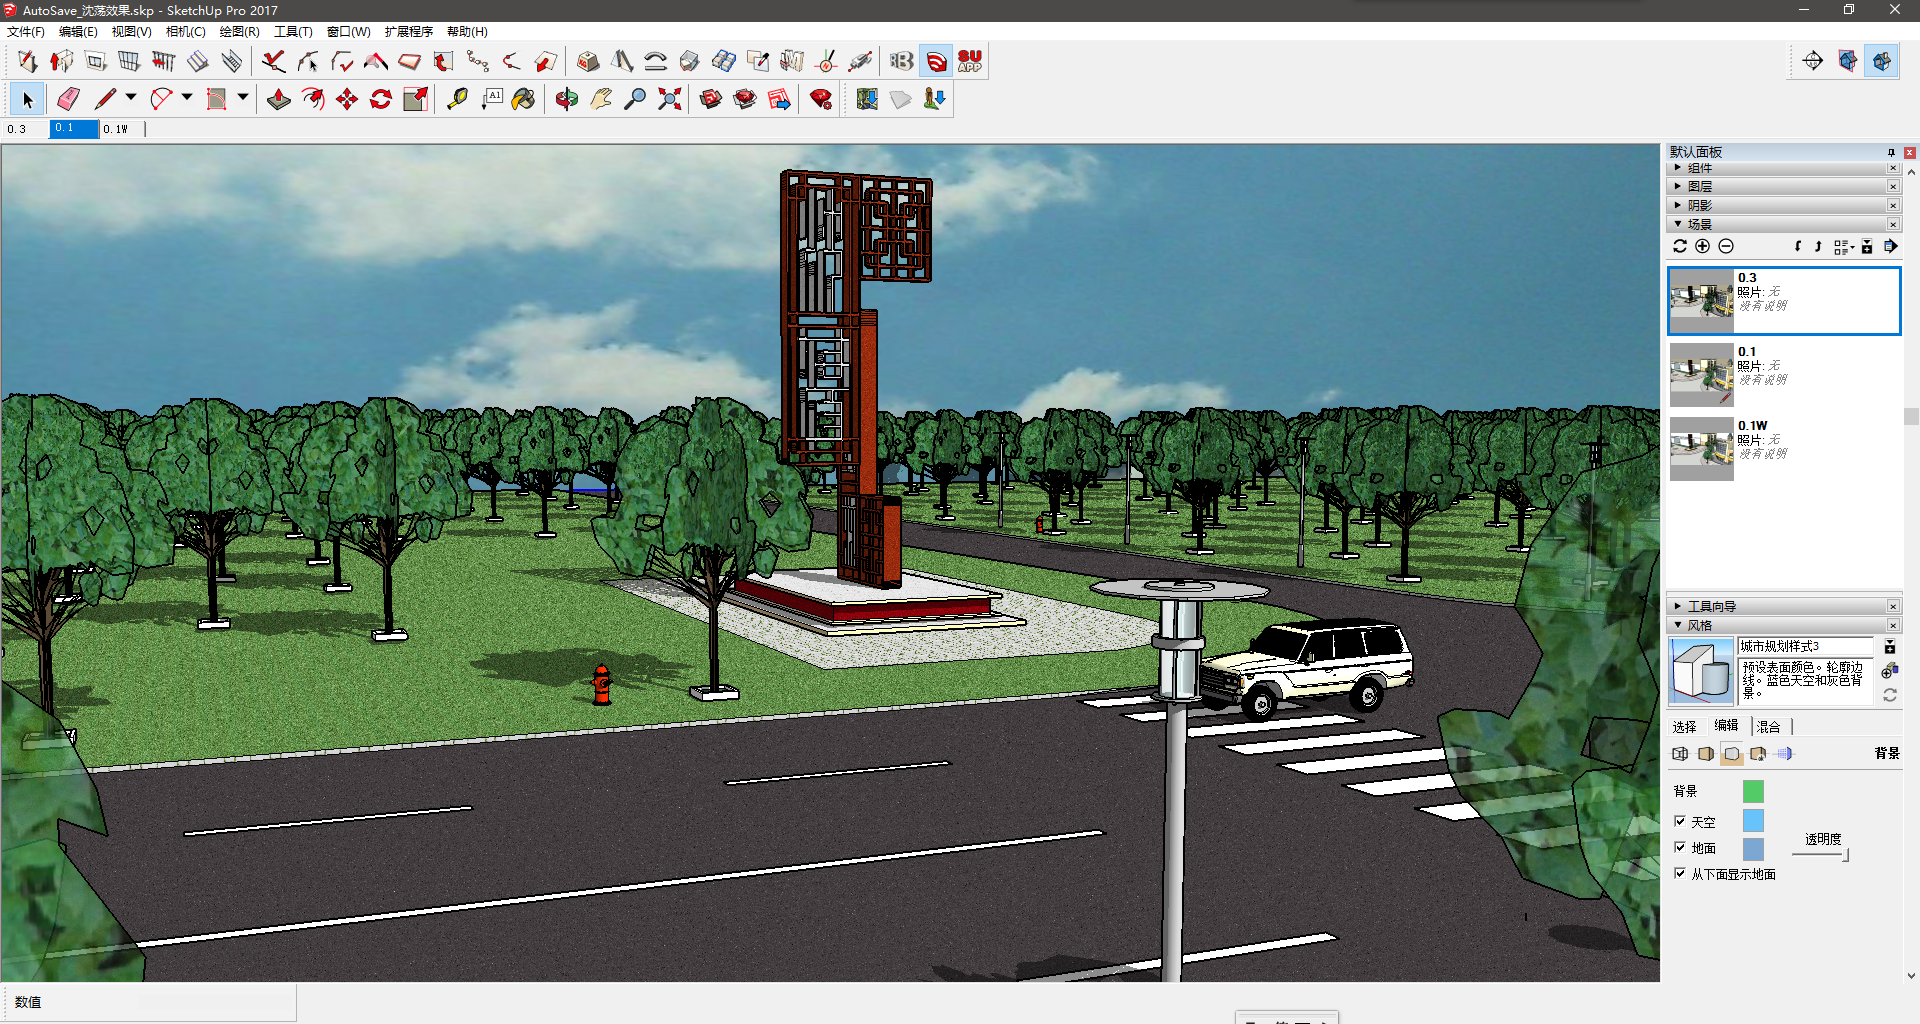 AutoSave_沈荡效果.skp - SketchUp Pro 2017
文件(F) 编辑(E) 视图(V) 相机(C) 绘图(R) 工具(T) 窗口(W) 扩展程序 帮助(H)
SU
APP
A1
0.3 0.1 0.1W
默认面板
组件
图层
阴影
场景
0.3
照片: 无
没有说明
0.1
照片: 无
没有说明
0.1W
照片: 无
没有说明
工具向导
风格
城市规划样式3
预设表面颜色。轮廓边
线。蓝色天空和灰色背
景。
选择 编辑 混合
背景
背景
天空
透明度
地面
从下面显示地面
数值